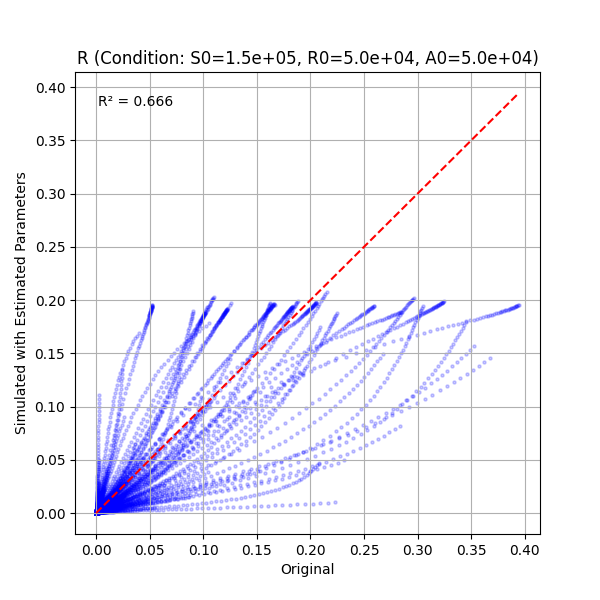 R (Condition: S0=1.5e+05, R0=5.0e+04, A0=5.0e+04)
R² = 0.666
0.40
0.35
0.30
0.25
0.20
0.15
0.10
0.05
0.00
Simulated with Estimated Parameters
0.00 0.05 0.10 0.15 0.20 0.25 0.30 0.35 0.40
Original